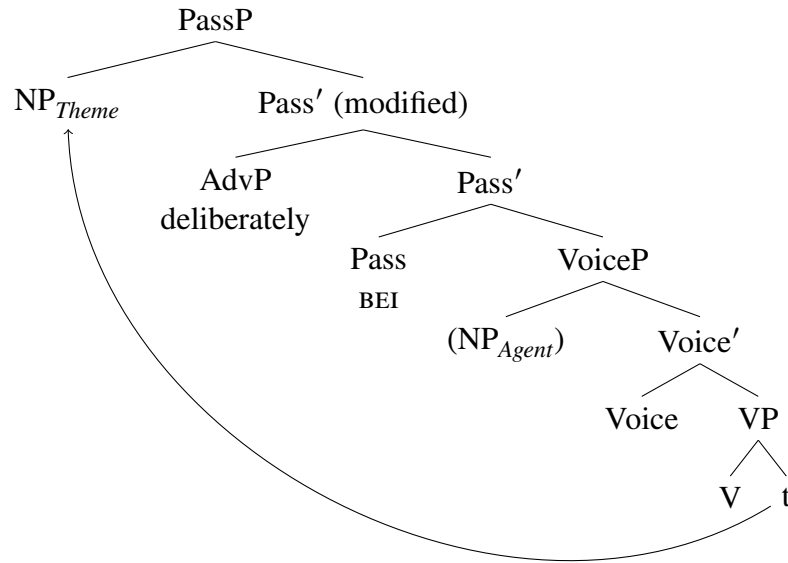 PassP
NP_Theme Pass′ (modified)
AdvP Pass′
deliberately
Pass VoiceP
BEI
(NP_Agent) Voice′
Voice VP
V t